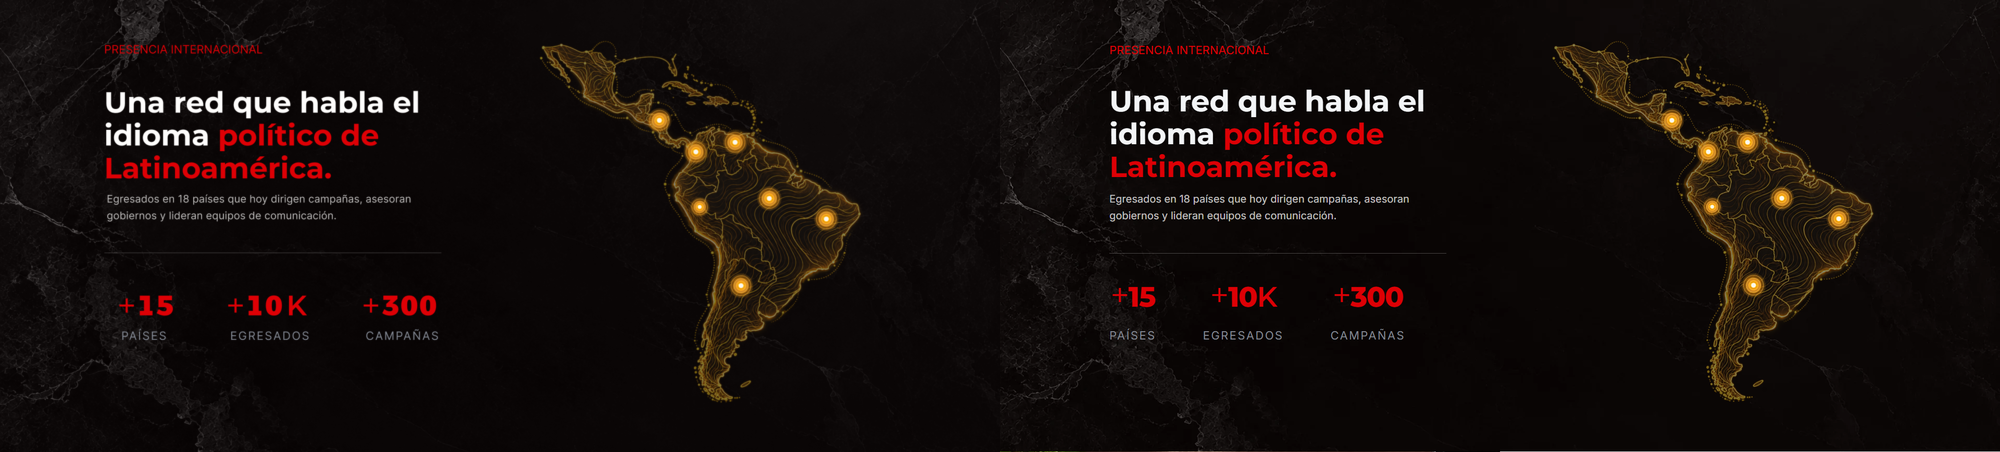 PRESENCIA INTERNACIONAL
Una red que habla el
idioma político de
Latinoamérica.
Egresados en 18 países que hoy dirigen campañas, asesoran
gobiernos y lideran equipos de comunicación.
+15 +10K +300
PAÍSES EGRESADOS CAMPAÑAS
PRESENCIA INTERNACIONAL
Una red que habla el
idioma político de
Latinoamérica.
Egresados en 18 países que hoy dirigen campañas, asesoran
gobiernos y lideran equipos de comunicación.
+15 +10K +300
PAÍSES EGRESADOS CAMPAÑAS